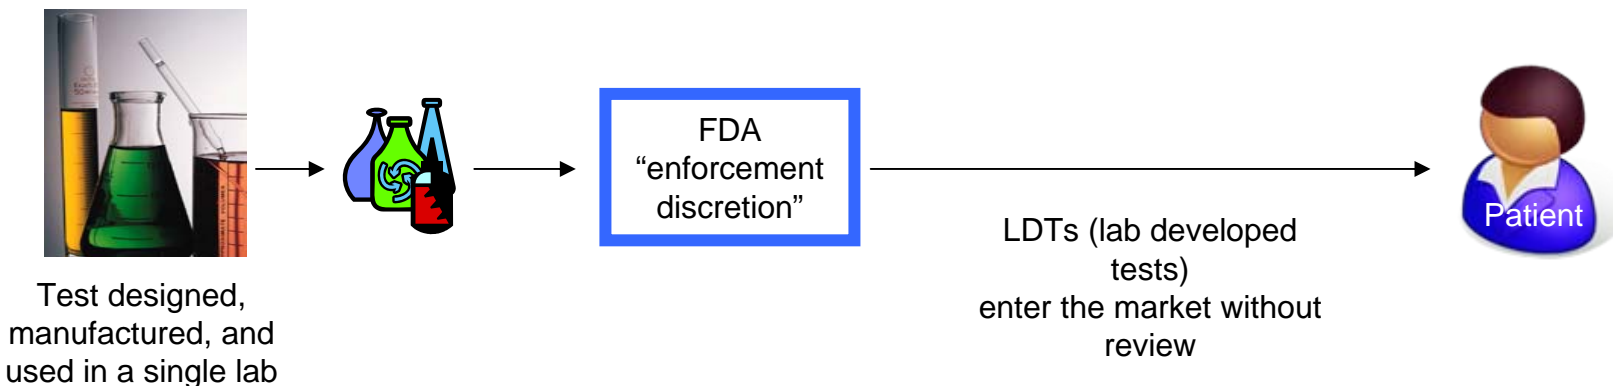 FDA
“enforcement
discretion”
Patient
LDTs (lab developed
tests)
enter the market without
review
Test designed,
manufactured, and
used in a single lab